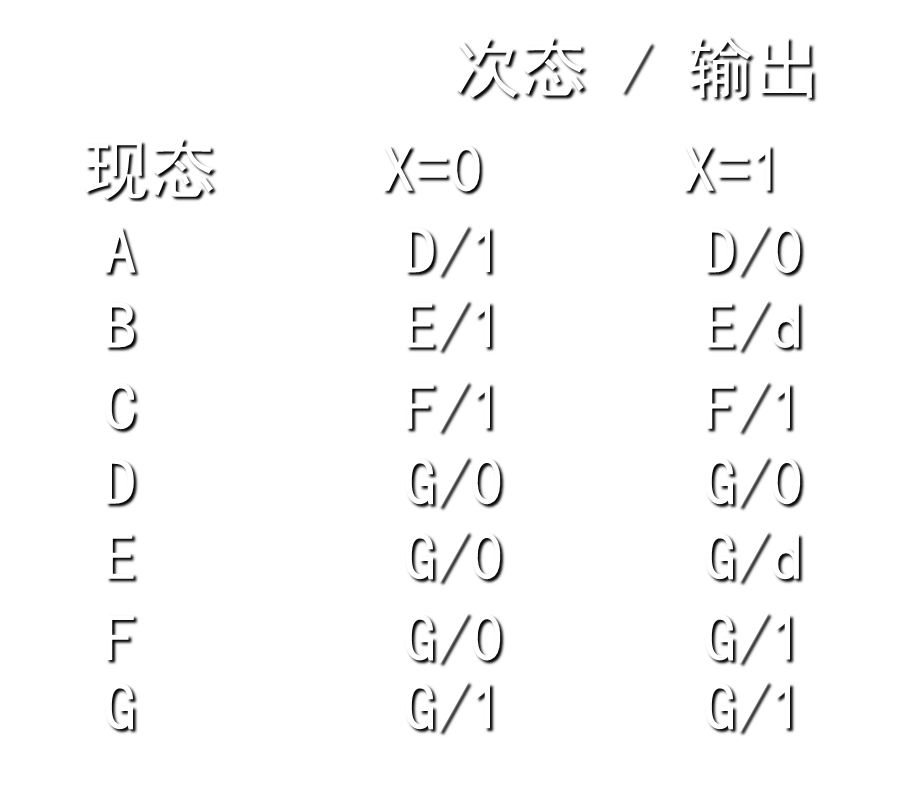 次态 / 输出
现态 X=0 X=1
A D/1 D/0
B E/1 E/d
C F/1 F/1
D G/0 G/0
E G/0 G/d
F G/0 G/1
G G/1 G/1